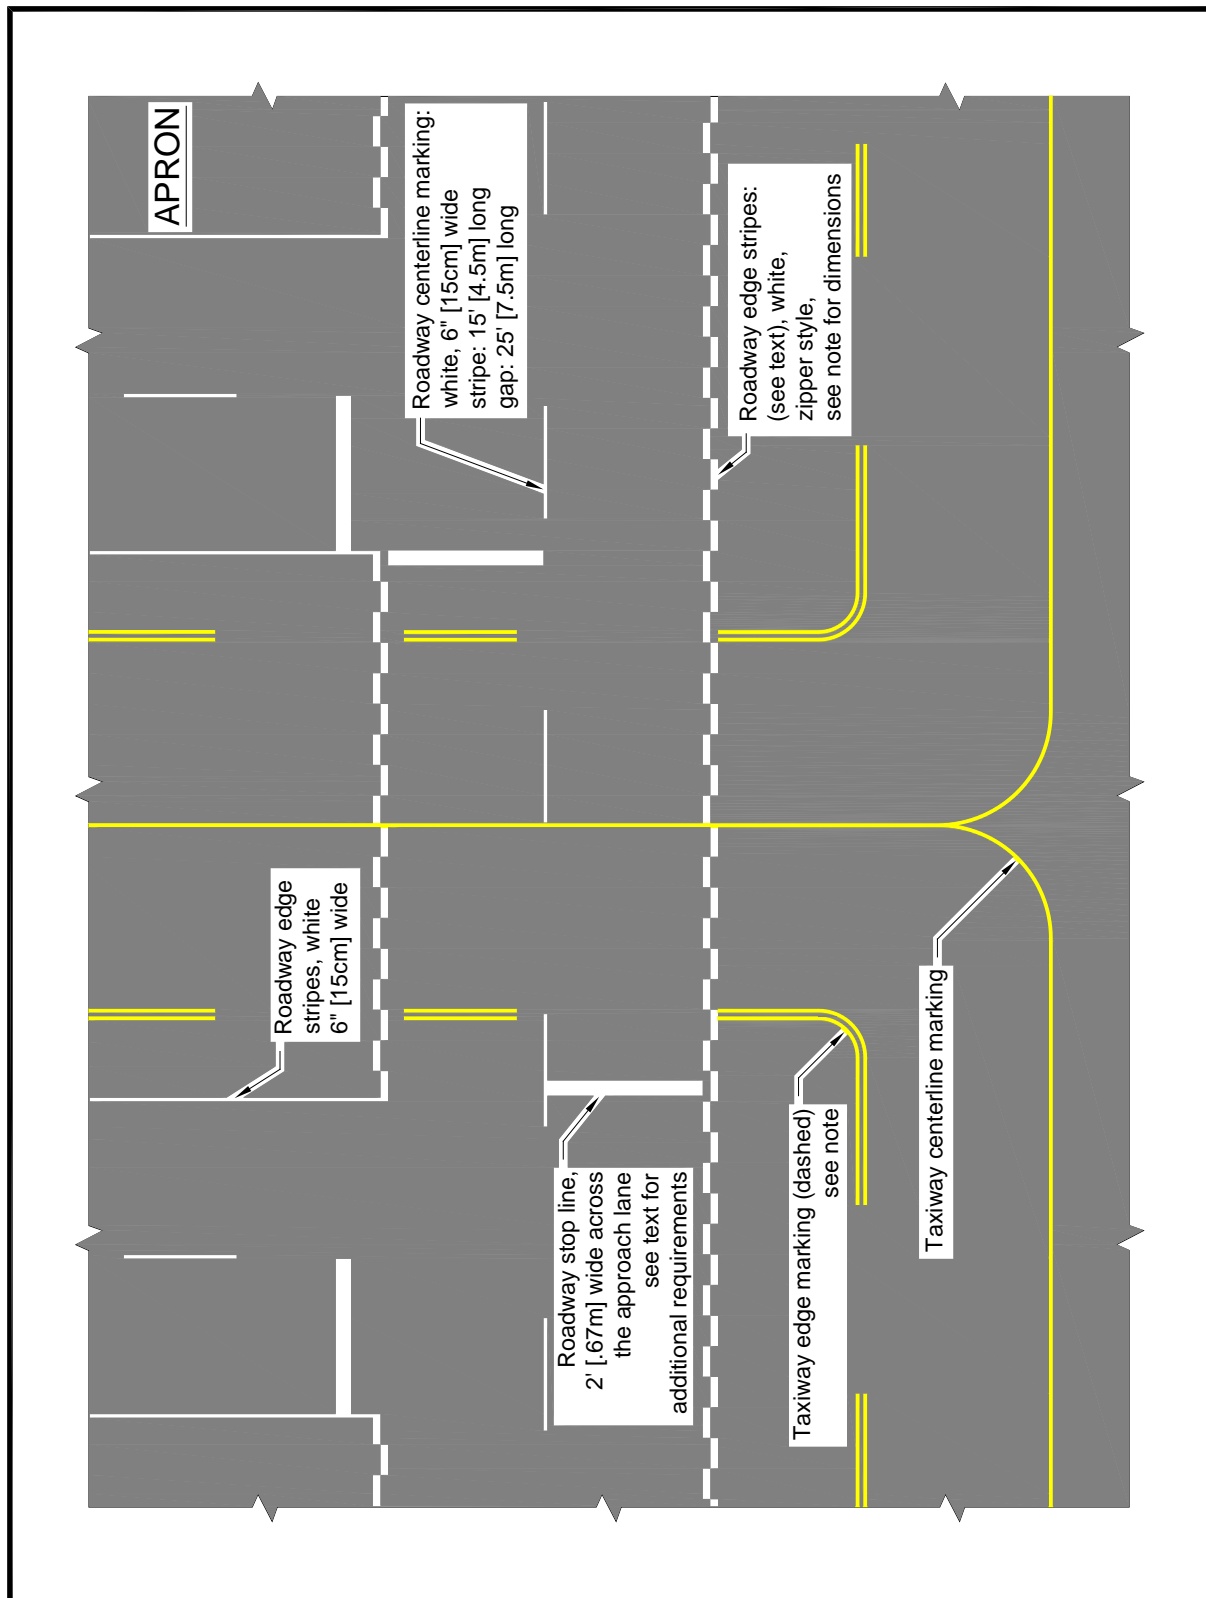 APRON
Roadway centerline marking:
white, 6" [15cm] wide
stripe: 15' [4.5m] long
gap: 25' [7.5m] long
Roadway edge stripes:
(see text), white,
zipper style,
see note for dimensions
Roadway edge
stripes, white
6" [15cm] wide
Roadway stop line,
2' [.67m] wide across
the approach lane
see text for
additional requirements
Taxiway edge marking (dashed)
see note
Taxiway centerline marking